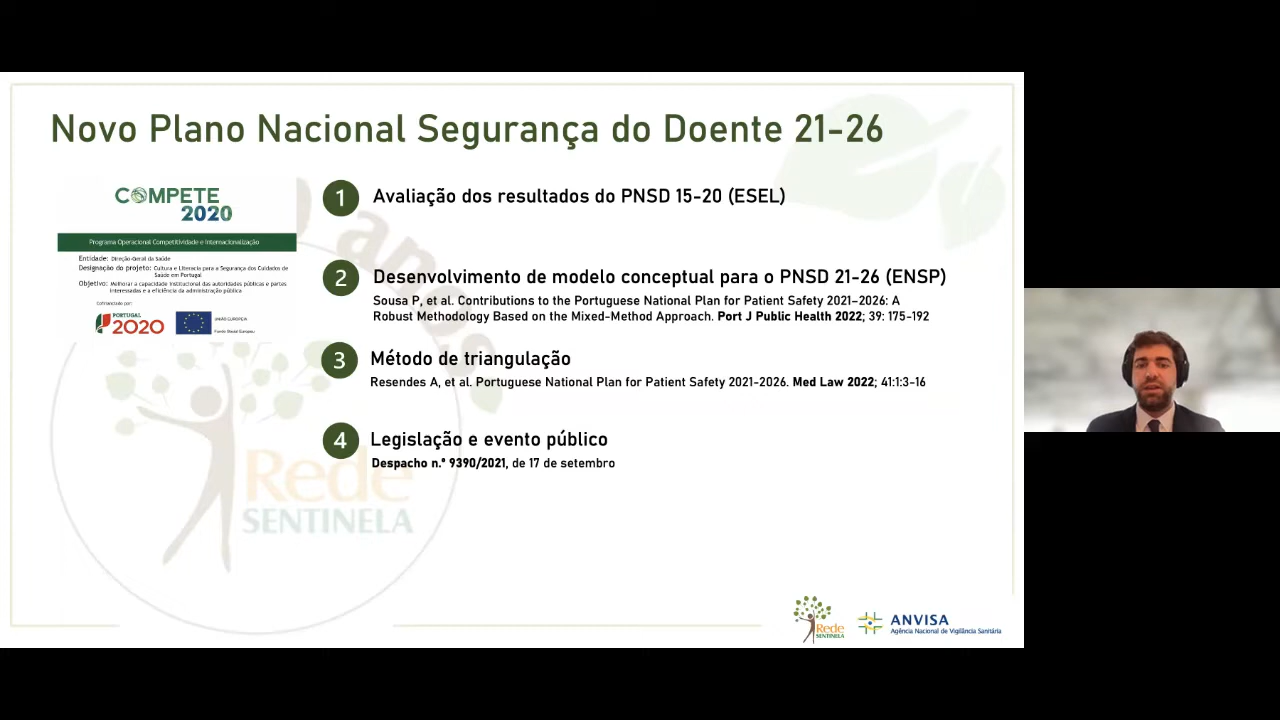 Novo Plano Nacional Segurança do Doente 21-26
COMPETE
2020
Programa Operacional Competitividade e Internacionalização
Entidade: Direção-Geral da Saúde
Designação do projeto: Cultura e Literacia para a Segurança dos Cuidados de
Saúde em Portugal
Objetivo: Melhorar a capacidade institucional das autoridades públicas e partes
interessadas e a eficiência da administração pública
Cofinanciado por:
PORTUGAL
2020
UNIÃO EUROPEIA
Fundo Social Europeu
1 Avaliação dos resultados do PNSD 15-20 (ESEL)
2 Desenvolvimento de modelo conceptual para o PNSD 21-26 (ENSP)
Sousa P, et al. Contributions to the Portuguese National Plan for Patient Safety 2021-2026: A
Robust Methodology Based on the Mixed-Method Approach. Port J Public Health 2022; 39: 175-192
3 Método de triangulação
Resendes A, et al. Portuguese National Plan for Patient Safety 2021-2026. Med Law 2022; 41:1:3-16
4 Legislação e evento público
Despacho n.º 9390/2021, de 17 de setembro
anos
Rede
SENTINELA
Rede
SENTINELA
ANVISA
Agência Nacional de Vigilância Sanitária